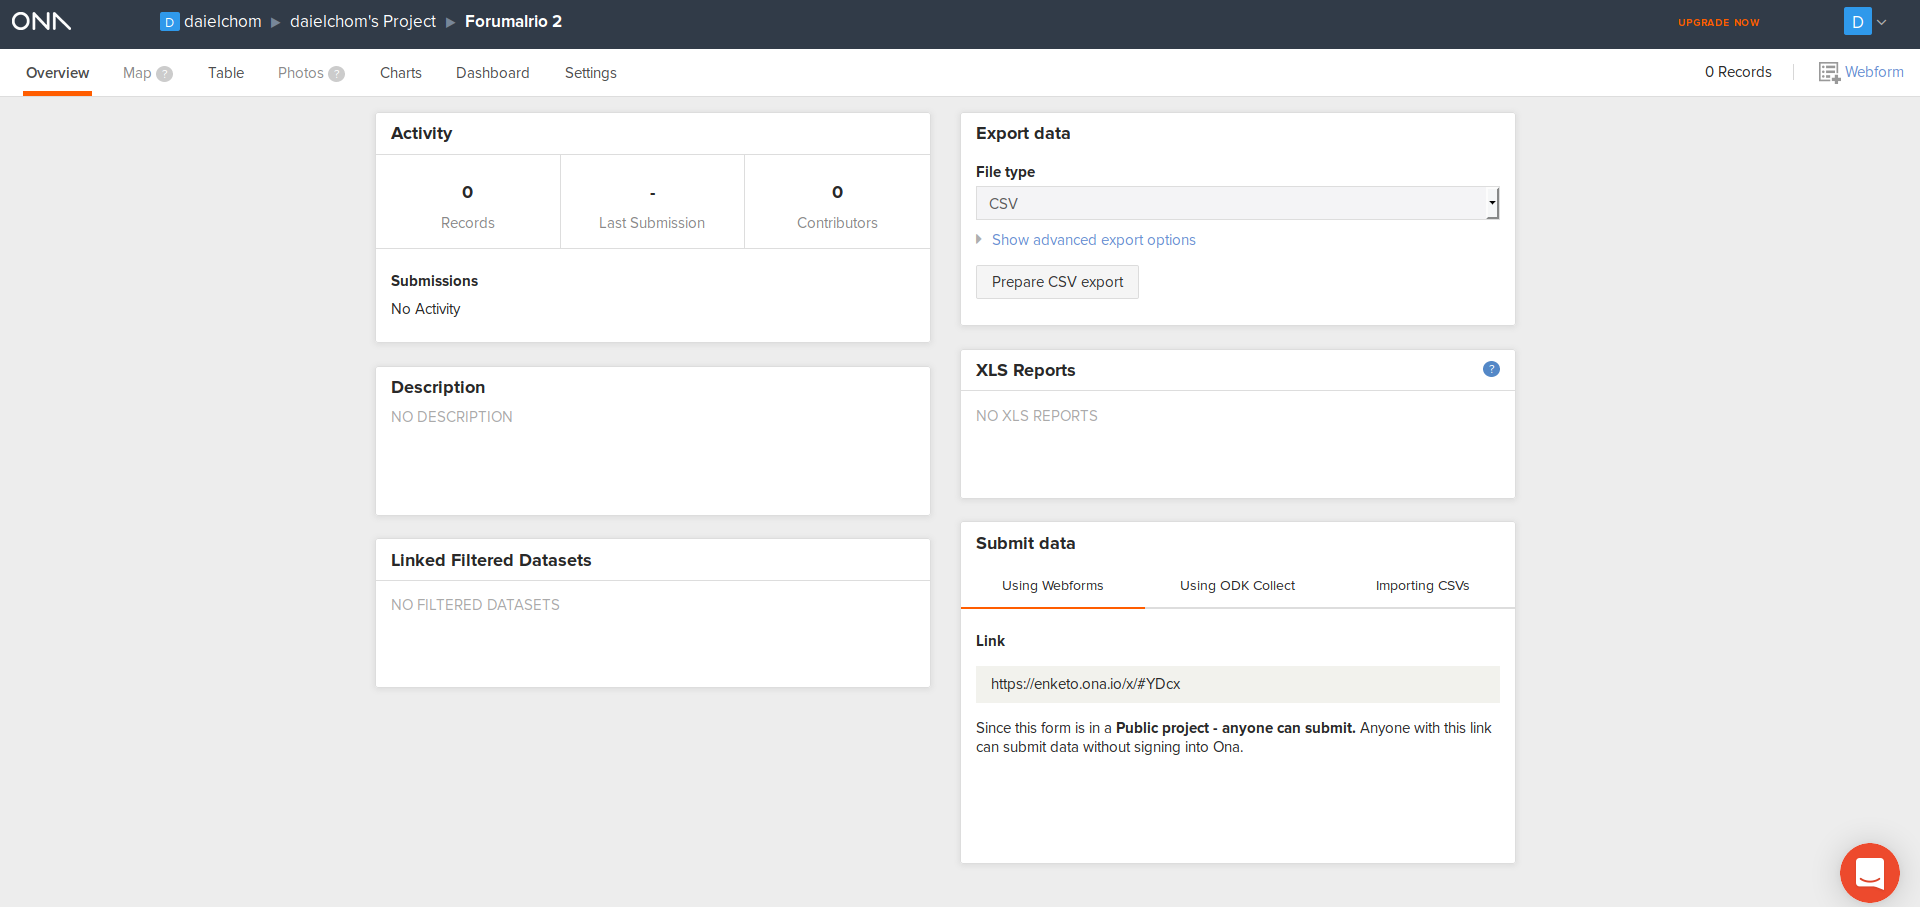 ONA
D daielchom ▶ daielchom's Project ▶ Forumalrio 2
UPGRADE NOW
D
Overview
Map ?
Table
Photos ?
Charts
Dashboard
Settings
0 Records
Webform
Activity
0
Records
-
Last Submission
0
Contributors
Submissions
No Activity
Description
NO DESCRIPTION
Linked Filtered Datasets
NO FILTERED DATASETS
Export data
File type
CSV
Show advanced export options
Prepare CSV export
XLS Reports
?
NO XLS REPORTS
Submit data
Using Webforms
Using ODK Collect
Importing CSVs
Link
https://enketo.ona.io/x/#YDcx
Since this form is in a Public project - anyone can submit. Anyone with this link
can submit data without signing into Ona.